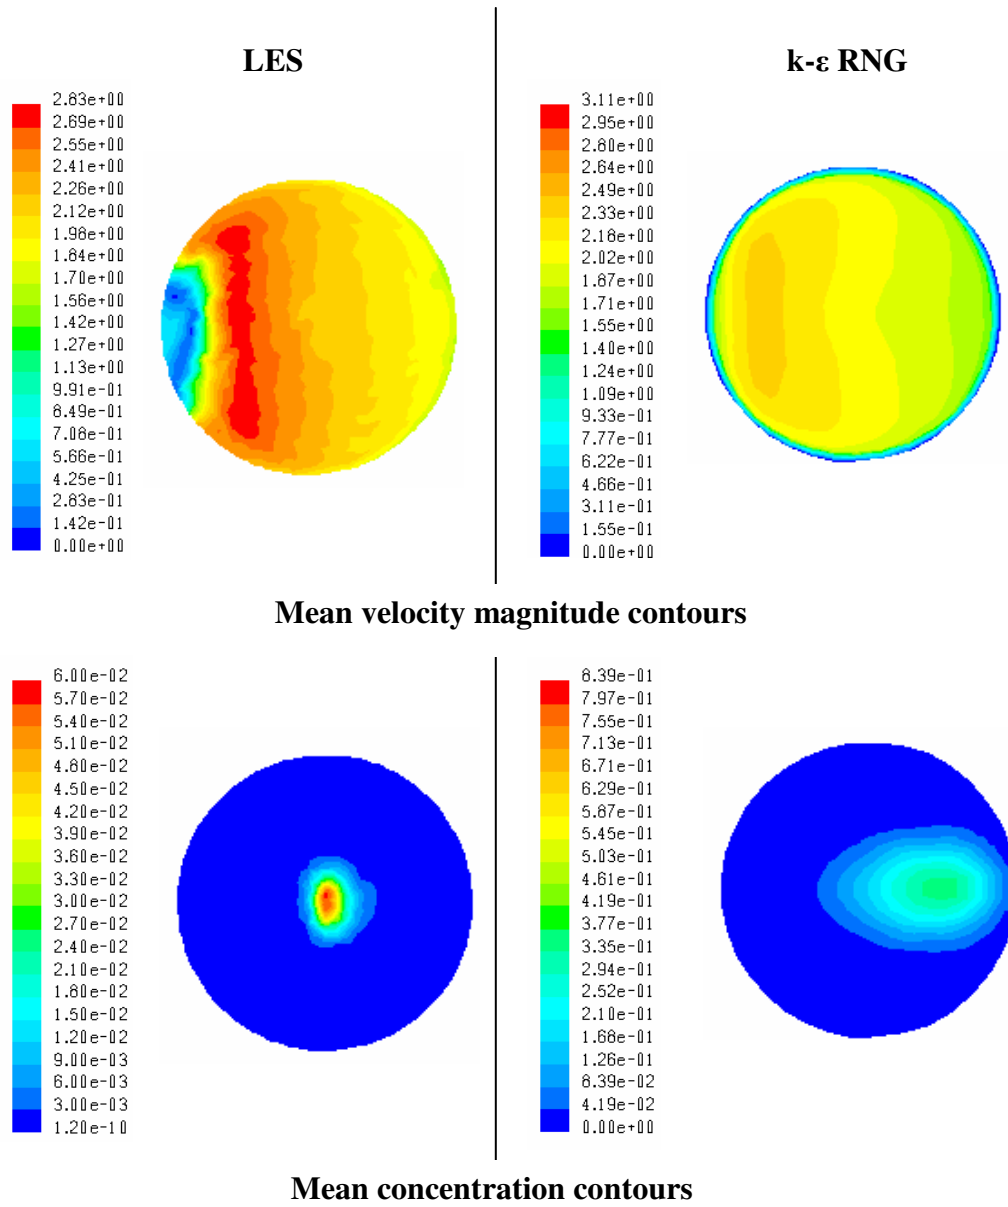 LES
k-ε RNG
2.83e+00
2.69e+00
2.55e+00
2.41e+00
2.26e+00
2.12e+00
1.98e+00
1.84e+00
1.70e+00
1.56e+00
1.42e+00
1.27e+00
1.13e+00
9.91e-01
8.49e-01
7.08e-01
5.66e-01
4.25e-01
2.83e-01
1.42e-01
0.00e+00
3.11e+00
2.95e+00
2.80e+00
2.64e+00
2.49e+00
2.33e+00
2.18e+00
2.02e+00
1.87e+00
1.71e+00
1.55e+00
1.40e+00
1.24e+00
1.09e+00
9.33e-01
7.77e-01
6.22e-01
4.66e-01
3.11e-01
1.55e-01
0.00e+00
Mean velocity magnitude contours
6.00e-02
5.70e-02
5.40e-02
5.10e-02
4.80e-02
4.50e-02
4.20e-02
3.90e-02
3.60e-02
3.30e-02
3.00e-02
2.70e-02
2.40e-02
2.10e-02
1.80e-02
1.50e-02
1.20e-02
9.00e-03
6.00e-03
3.00e-03
1.20e-10
8.39e-01
7.97e-01
7.55e-01
7.13e-01
6.71e-01
6.29e-01
5.87e-01
5.45e-01
5.03e-01
4.61e-01
4.19e-01
3.77e-01
3.35e-01
2.94e-01
2.52e-01
2.10e-01
1.68e-01
1.26e-01
8.39e-02
4.19e-02
0.00e+00
Mean concentration contours